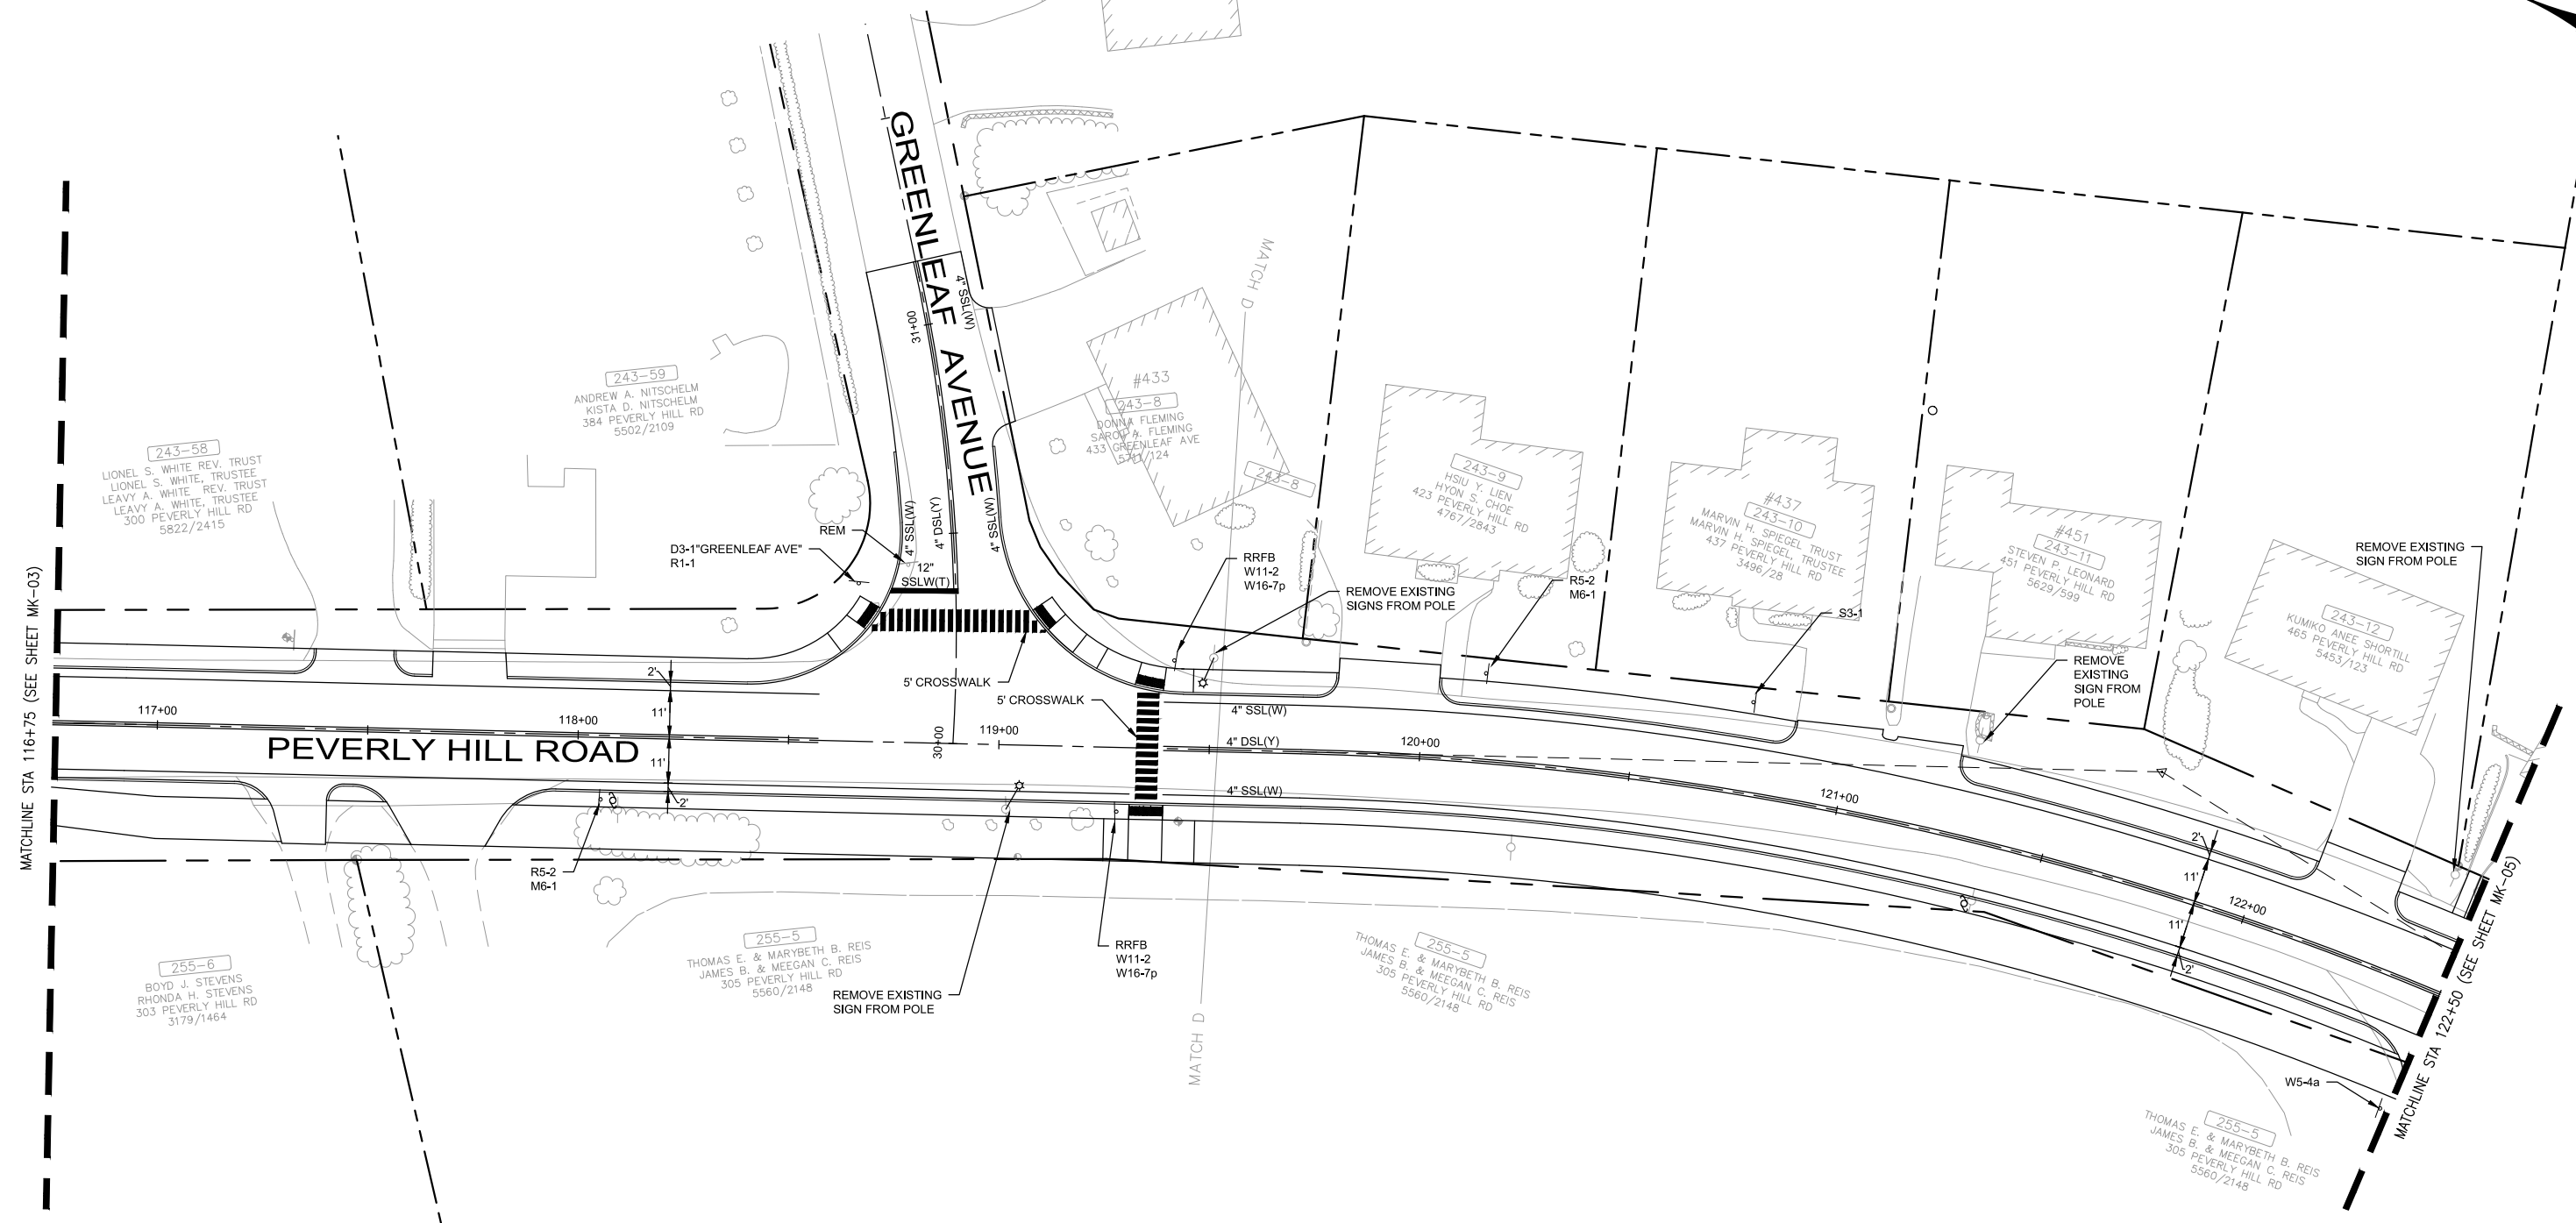 GREENLEAF AVENUE
31+00
4" SSL(W)
MATCH D
243-59
ANDREW A. NITSCHELM
KISTA D. NITSCHELM
384 PEVERLY HILL RD
5502/2109
243-58
LIONEL S. WHITE REV. TRUST
LIONEL S. WHITE, TRUSTEE
LEAVY A. WHITE REV. TRUST
LEAVY A. WHITE, TRUSTEE
300 PEVERLY HILL RD
5822/2415
#433
243-8
DONNA FLEMING
FLEMING
433 GREENLEAF AVE
5711/124
243-8
243-9
HSIU Y. LIEN
HYON S. CHOE
423 PEVERLY HILL RD
4767/2843
#437
243-10
MARVIN H. SPIEGEL TRUST
MARVIN H. SPIEGEL, TRUSTEE
437 PEVERLY HILL RD
3496/28
#451
243-11
STEVEN P. LEONARD
451 PEVERLY HILL RD
5629/599
243-12
KUMIKO ANEE SHORTILL
465 PEVERLY HILL RD
5453/123
REMOVE EXISTING
SIGN FROM POLE
REM
D3-1"GREENLEAF AVE"
R1-1
4" SSL(W)
4" DSL(Y)
4" SSL(W)
12"
SSLW(T)
RRFB
W11-2
W16-7p
REMOVE EXISTING
SIGNS FROM POLE
R5-2
M6-1
S3-1
REMOVE
EXISTING
SIGN FROM
POLE
MATCHLINE STA 116+75 (SEE SHEET MK-03)
2'
11'
11'
2'
5' CROSSWALK
5' CROSSWALK
117+00
118+00
30+00
119+00
4" SSL(W)
4" DSL(Y)
4" SSL(W)
120+00
121+00
122+00
PEVERLY HILL ROAD
2'
11'
11'
2'
MATCHLINE STA 122+50 (SEE SHEET MK-05)
R5-2
M6-1
255-6
BOYD J. STEVENS
RHONDA H. STEVENS
303 PEVERLY HILL RD
3179/1464
255-5
THOMAS E. & MARYBETH B. REIS
JAMES B. & MEEGAN C. REIS
305 PEVERLY HILL RD
5560/2148
REMOVE EXISTING
SIGN FROM POLE
RRFB
W11-2
W16-7p
MATCH D
255-5
THOMAS E. & MARYBETH B. REIS
JAMES B. & MEEGAN C. REIS
305 PEVERLY HILL RD
5560/2148
W5-4a
255-5
THOMAS E. & MARYBETH B. REIS
JAMES B. & MEEGAN C. REIS
305 PEVERLY HILL RD
5560/2148